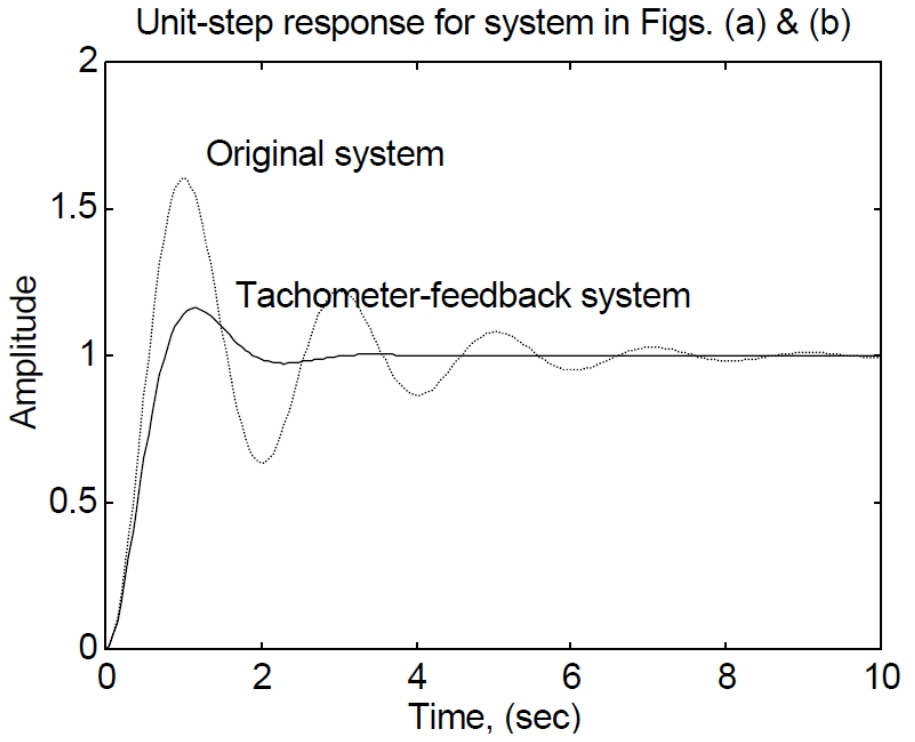 Unit-step response for system in Figs. (a) & (b)
2
Original system
1.5
Tachometer-feedback system
Amplitude
1
0.5
0
0 2 4 6 8 10
Time, (sec)